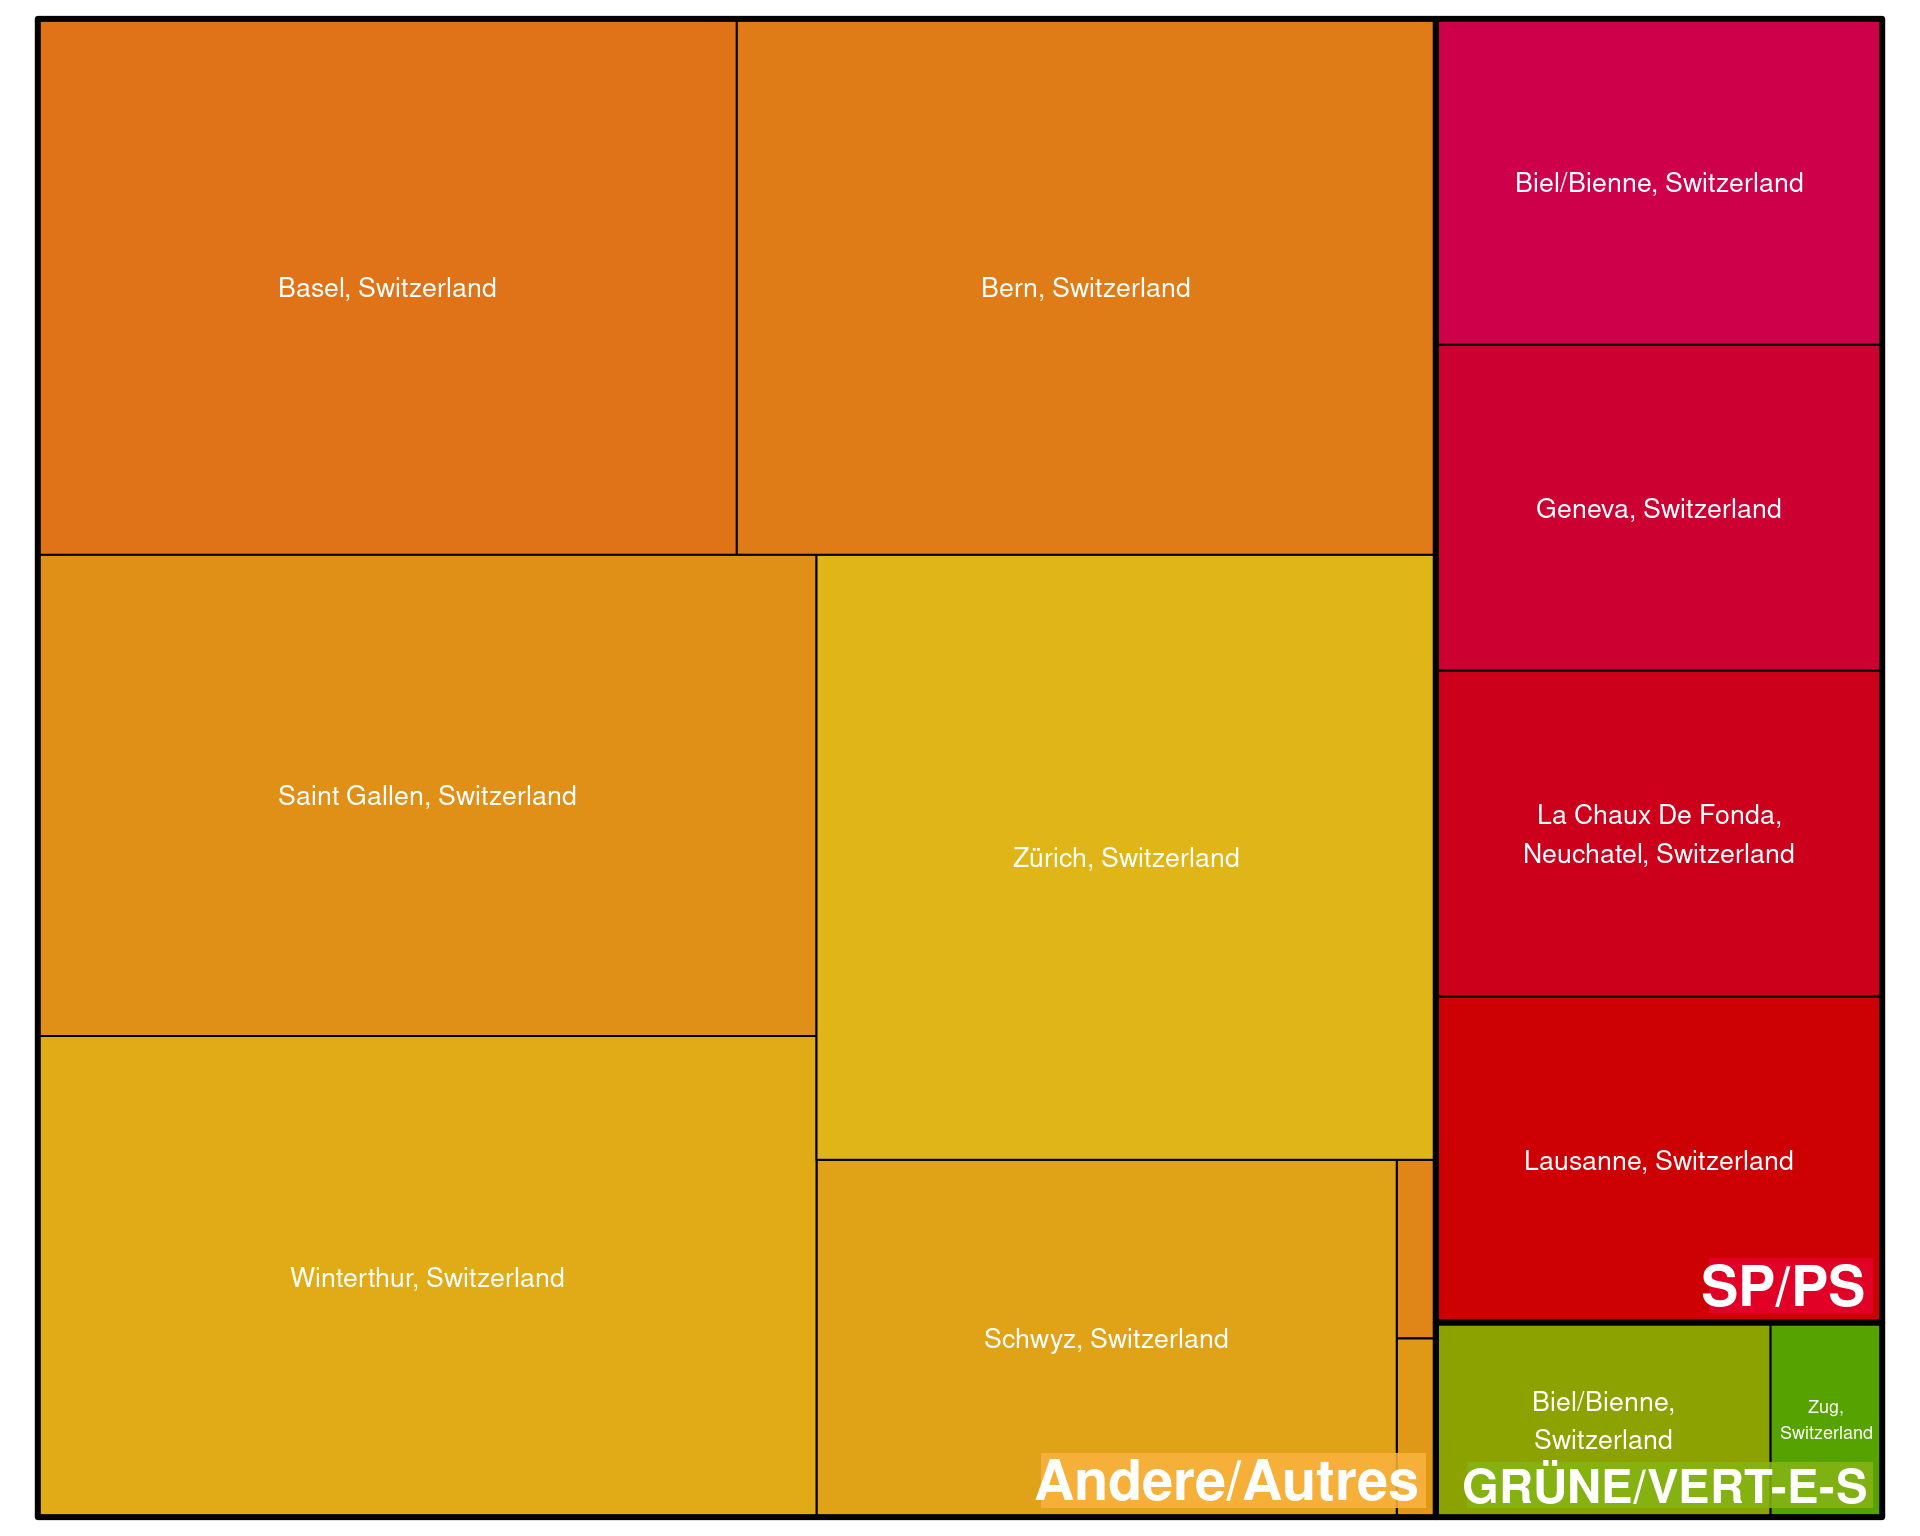 Basel, Switzerland
Bern, Switzerland
Biel/Bienne, Switzerland
Geneva, Switzerland
Saint Gallen, Switzerland
Zürich, Switzerland
La Chaux De Fonda,
Neuchatel, Switzerland
Lausanne, Switzerland
SP/PS
Winterthur, Switzerland
Schwyz, Switzerland
Andere/Autres
Biel/Bienne,
Switzerland
Zug,
Switzerland
GRÜNE/VERT-E-S